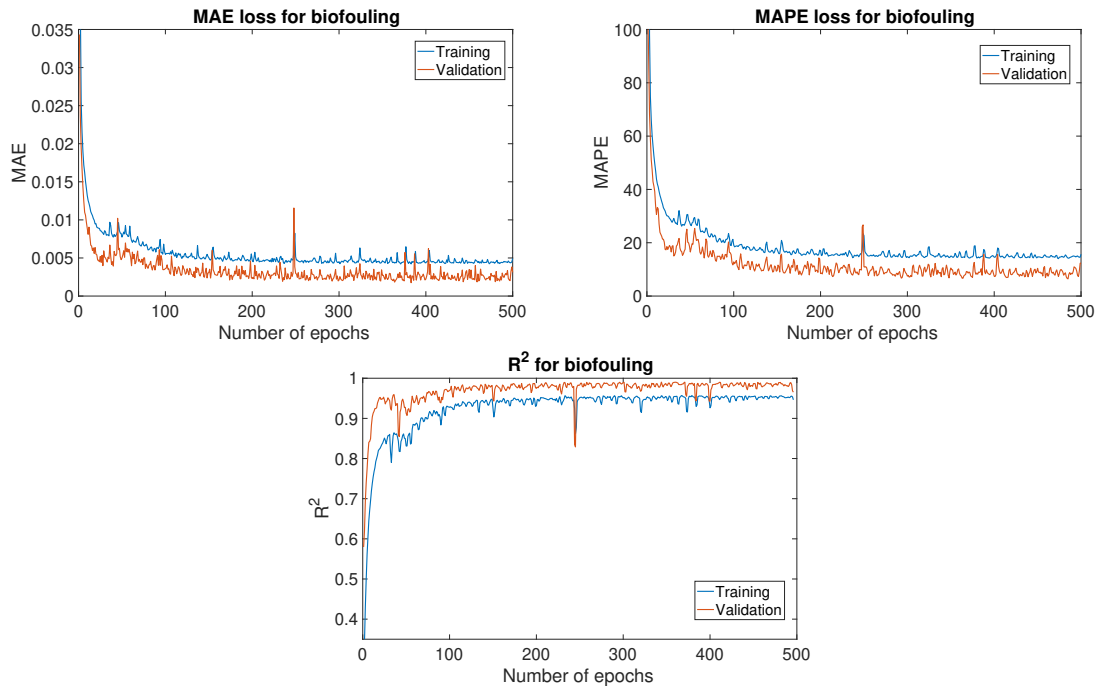 MAE loss for biofouling
0.035
0.03
0.025
0.02
0.015
0.01
0.005
0
MAE
Training
Validation
0 100 200 300 400 500
Number of epochs
MAPE loss for biofouling
100
80
60
40
20
0
MAPE
Training
Validation
0 100 200 300 400 500
Number of epochs
R² for biofouling
1
0.9
0.8
0.7
0.6
0.5
0.4
R²
Training
Validation
0 100 200 300 400 500
Number of epochs